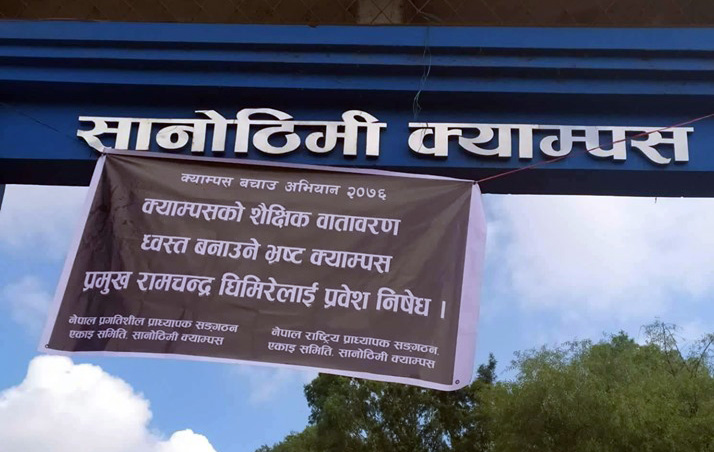 सानोठिमी क्याम्पस
क्याम्पस बचाउ अभियान २०७६
क्याम्पसको शैक्षिक वातावरण
ध्वस्त बनाउने भ्रष्ट क्याम्पस
प्रमुख रामचन्द्र घिमिरेलाई प्रवेश निषेध ।
नेपाल प्रगतिशील प्राध्यापक सङ्गठन
एकाइ समिति, सानोठिमी क्याम्पस
नेपाल राष्ट्रिय प्राध्यापक सङ्गठन,
एकाइ समिति, सानोठिमी क्याम्पस